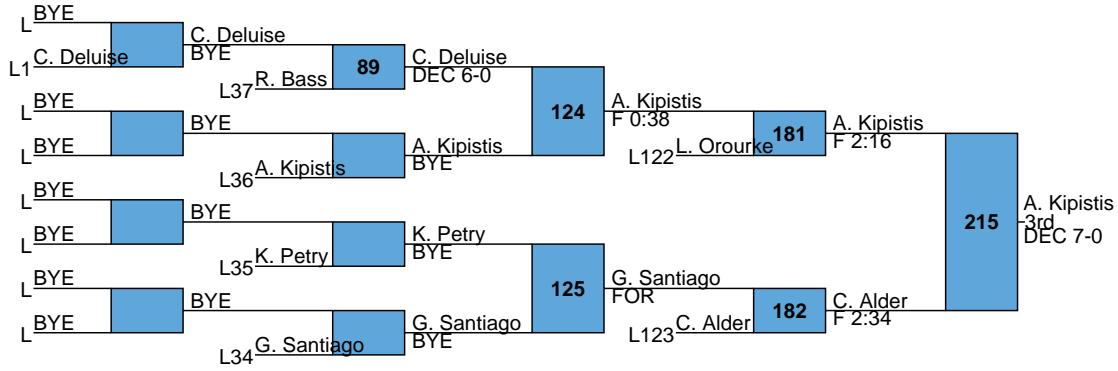 BYE
L
C. Deluise
BYE
L1 C. Deluise
R. Bass
L37
89
C. Deluise
DEC 6-0
BYE
L
BYE
BYE
L
A. Kipistis
L36
A. Kipistis
BYE
124
A. Kipistis
F 0:38
L. Orourke
L122
181
A. Kipistis
F 2:16
BYE
L
BYE
BYE
L
K. Petry
L35
K. Petry
BYE
BYE
L
BYE
BYE
L
G. Santiago
L34
G. Santiago
BYE
125
G. Santiago
FOR
C. Alder
L123
182
C. Alder
F 2:34
215
A. Kipistis
3rd
DEC 7-0